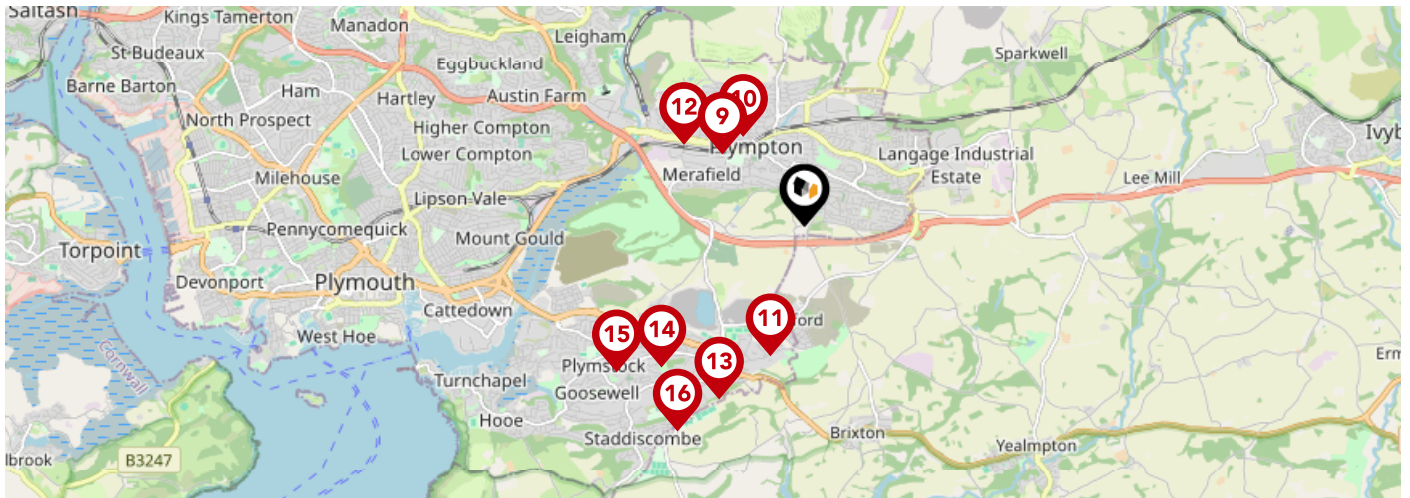 Saltash
Kings Tamerton
Manadon
Leigham
St Budeaux
Eggbuckland
Sparkwell
Barne Barton
Ham
Hartley
Austin Farm
12
10
9
North Prospect
Higher Compton
Ivyb
Plympton
Lower Compton
Langage Industrial
Estate
Milehouse
Merafield
Lee Mill
Lipson Vale
Pennycomequick
Mount Gould
Torpoint
Devonport
Plymouth
Cattedown
West Hoe
15
14
11
ford
Cornwall
Plymstock
13
Erm
Turnchapel
Goosewell
16
Hooe
Staddiscombe
Brixton
Yealmpton
lbrook
B3247